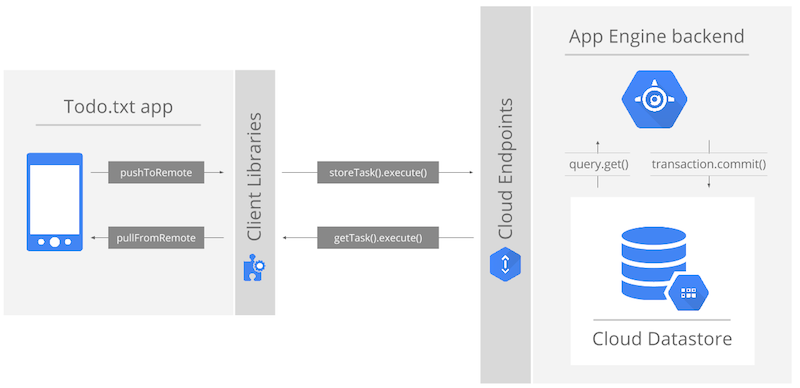 Todo.txt app
pushToRemote
pullFromRemote
Client Libraries
storeTask().execute()
getTask().execute()
Cloud Endpoints
App Engine backend
query.get()
transaction.commit()
Cloud Datastore